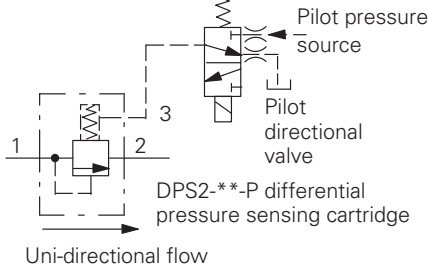 Pilot pressure
source
3
Pilot
directional
valve
1
2
DPS2-**-P differential
pressure sensing cartridge
Uni-directional flow